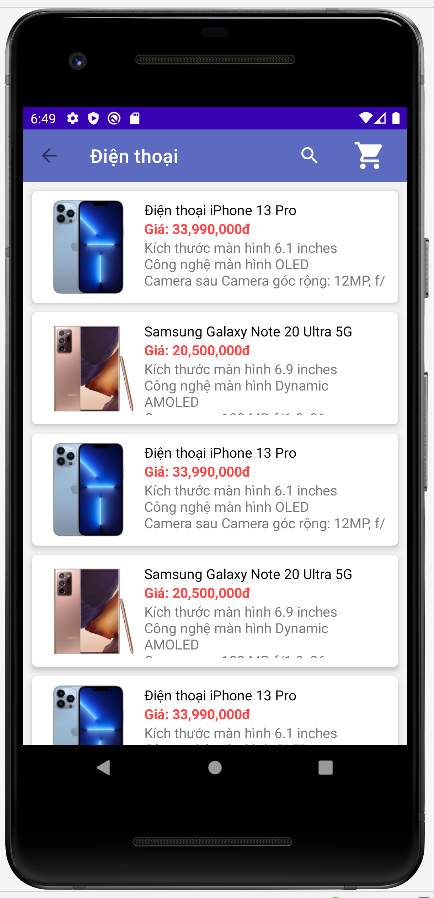 6:49
Điện thoại
Điện thoại iPhone 13 Pro
Giá: 33,990,000đ
Kích thước màn hình 6.1 inches
Công nghệ màn hình OLED
Camera sau Camera góc rộng: 12MP, f/
Samsung Galaxy Note 20 Ultra 5G
Giá: 20,500,000đ
Kích thước màn hình 6.9 inches
Công nghệ màn hình Dynamic
AMOLED
Điện thoại iPhone 13 Pro
Giá: 33,990,000đ
Kích thước màn hình 6.1 inches
Công nghệ màn hình OLED
Camera sau Camera góc rộng: 12MP, f/
Samsung Galaxy Note 20 Ultra 5G
Giá: 20,500,000đ
Kích thước màn hình 6.9 inches
Công nghệ màn hình Dynamic
AMOLED
Điện thoại iPhone 13 Pro
Giá: 33,990,000đ
Kích thước màn hình 6.1 inches